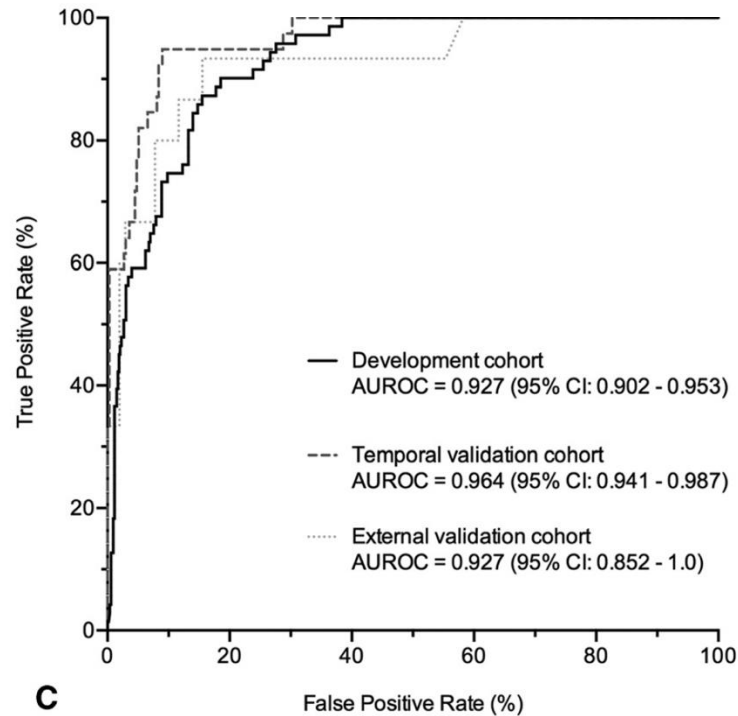 100
80
60
40
20
0
True Positive Rate (%)
Development cohort
AUROC = 0.927 (95% CI: 0.902 - 0.953)
Temporal validation cohort
AUROC = 0.964 (95% CI: 0.941 - 0.987)
External validation cohort
AUROC = 0.927 (95% CI: 0.852 - 1.0)
0 20 40 60 80 100
C
False Positive Rate (%)